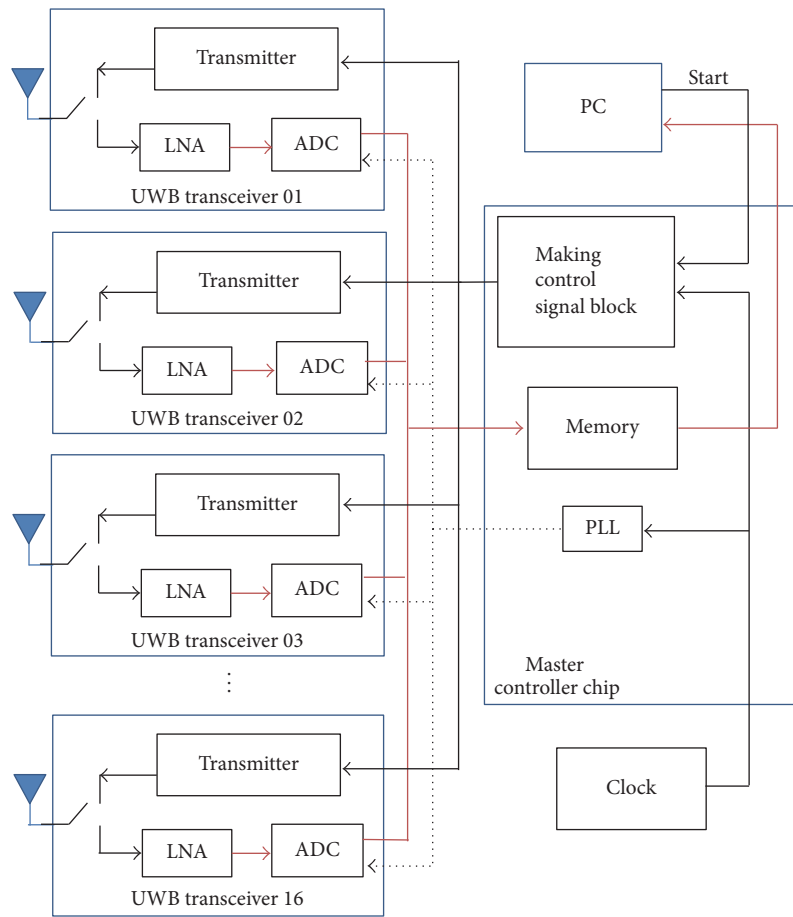 Transmitter
LNA
ADC
UWB transceiver 01
Transmitter
LNA
ADC
UWB transceiver 02
Transmitter
LNA
ADC
UWB transceiver 03
⋮
Transmitter
LNA
ADC
UWB transceiver 16
PC
Start
Making
control
signal block
Memory
PLL
Master
controller chip
Clock